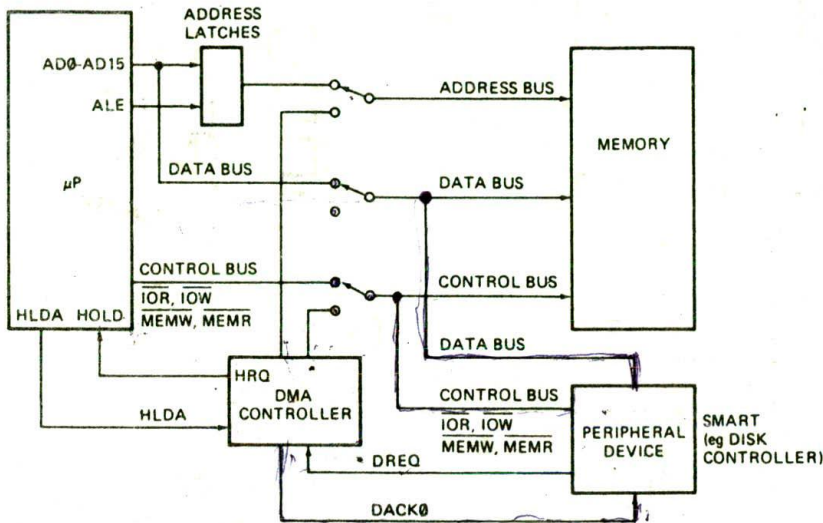 ADDRESS
LATCHES
AD0-AD15
ALE
ADDRESS BUS
MEMORY
μP
DATA BUS
DATA BUS
CONTROL BUS
IOR, IOW
MEMW, MEMR
CONTROL BUS
HLDA HOLD
DATA BUS
HRQ
DMA
CONTROLLER
HLDA
CONTROL BUS
IOR, IOW
MEMW, MEMR
PERIPHERAL
DEVICE
SMART
(eg DISK
CONTROLLER)
DREQ
DACK0